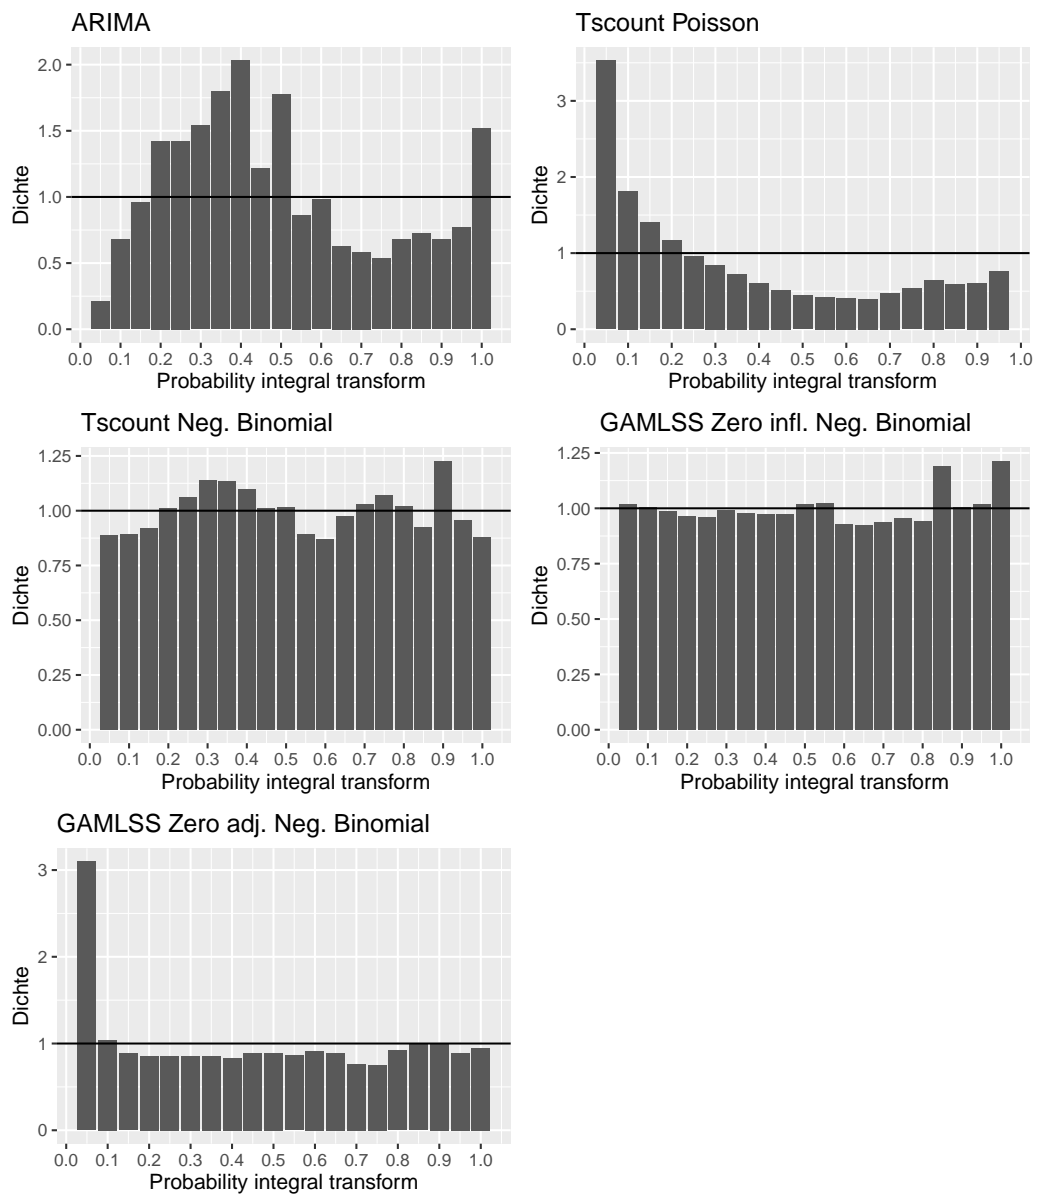 ARIMA
Dichte
2.0
1.5
1.0
0.5
0.0
0.0 0.1 0.2 0.3 0.4 0.5 0.6 0.7 0.8 0.9 1.0
Probability integral transform
Tscount Poisson
Dichte
3
2
1
0
0.0 0.1 0.2 0.3 0.4 0.5 0.6 0.7 0.8 0.9 1.0
Probability integral transform
Tscount Neg. Binomial
Dichte
1.25
1.00
0.75
0.50
0.25
0.00
0.0 0.1 0.2 0.3 0.4 0.5 0.6 0.7 0.8 0.9 1.0
Probability integral transform
GAMLSS Zero infl. Neg. Binomial
Dichte
1.25
1.00
0.75
0.50
0.25
0.00
0.0 0.1 0.2 0.3 0.4 0.5 0.6 0.7 0.8 0.9 1.0
Probability integral transform
GAMLSS Zero adj. Neg. Binomial
Dichte
3
2
1
0
0.0 0.1 0.2 0.3 0.4 0.5 0.6 0.7 0.8 0.9 1.0
Probability integral transform